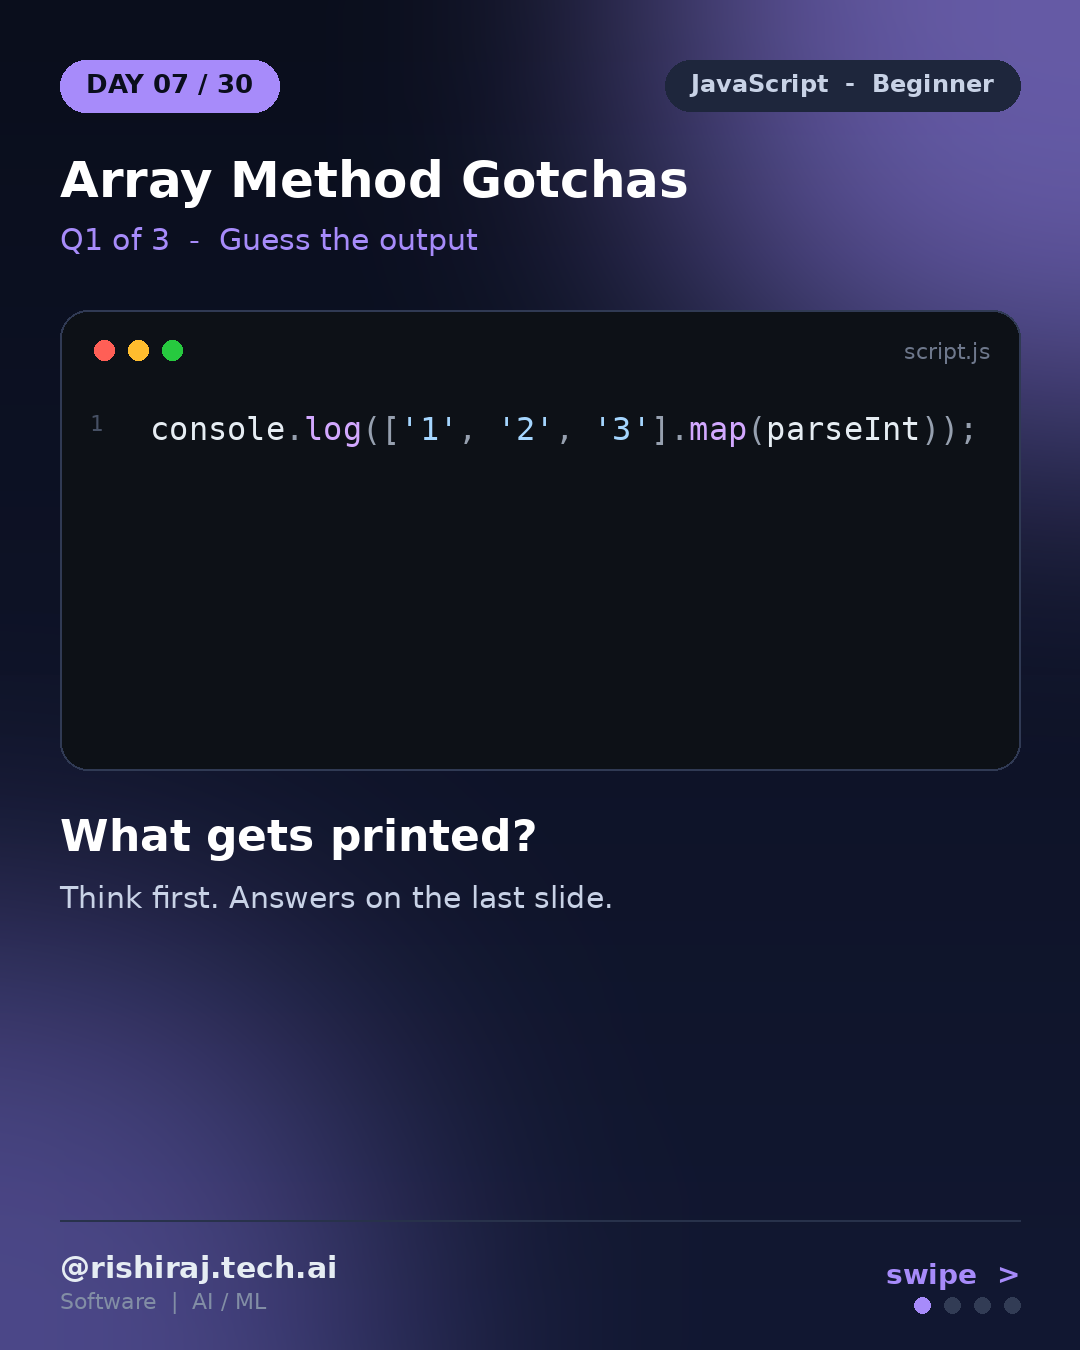 DAY 07 / 30
JavaScript - Beginner
Array Method Gotchas
Q1 of 3 - Guess the output
script.js
1 console.log(['1', '2', '3'].map(parseInt));
What gets printed?
Think first. Answers on the last slide.
@rishiraj.tech.ai
Software | AI / ML
swipe >